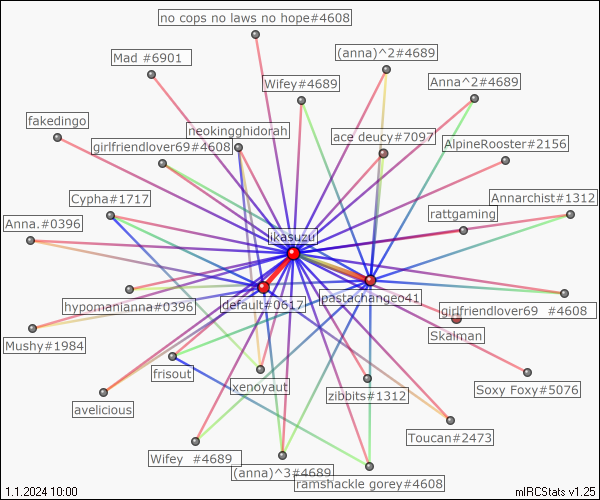 no cops no laws no hope#4608
(anna)^2#4689
Mad #6901
Wifey#4689
Anna^2#4689
fakedingo
neokingghidorah
ace deucy#7097
girlfriendlover69#4608
AlpineRooster#2156
Cypha#1717
Annarchist#1312
rattgaming
Anna.#0396
ikasuzu
hypomanianna#0396
default#0617
pastachangeo41
girlfriendlover69 #4608
Skalman
Mushy#1984
frisout
xenoyaut
zibbits#1312
Soxy Foxy#5076
avelicious
Toucan#2473
Wifey #4689
(anna)^3#4689
ramshackle gorey#4608
1.1.2024 10:00
mIRCStats v1.25